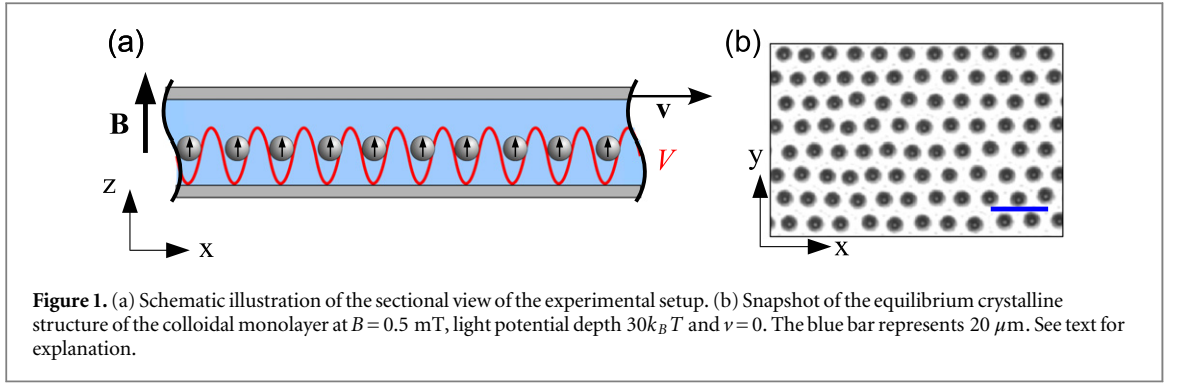 (a)
(b)
B
v
V
z
x
y
x
Figure 1. (a) Schematic illustration of the sectional view of the experimental setup. (b) Snapshot of the equilibrium crystalline
structure of the colloidal monolayer at B = 0.5 mT, light potential depth 30k_B T and v = 0. The blue bar represents 20 μm. See text for
explanation.